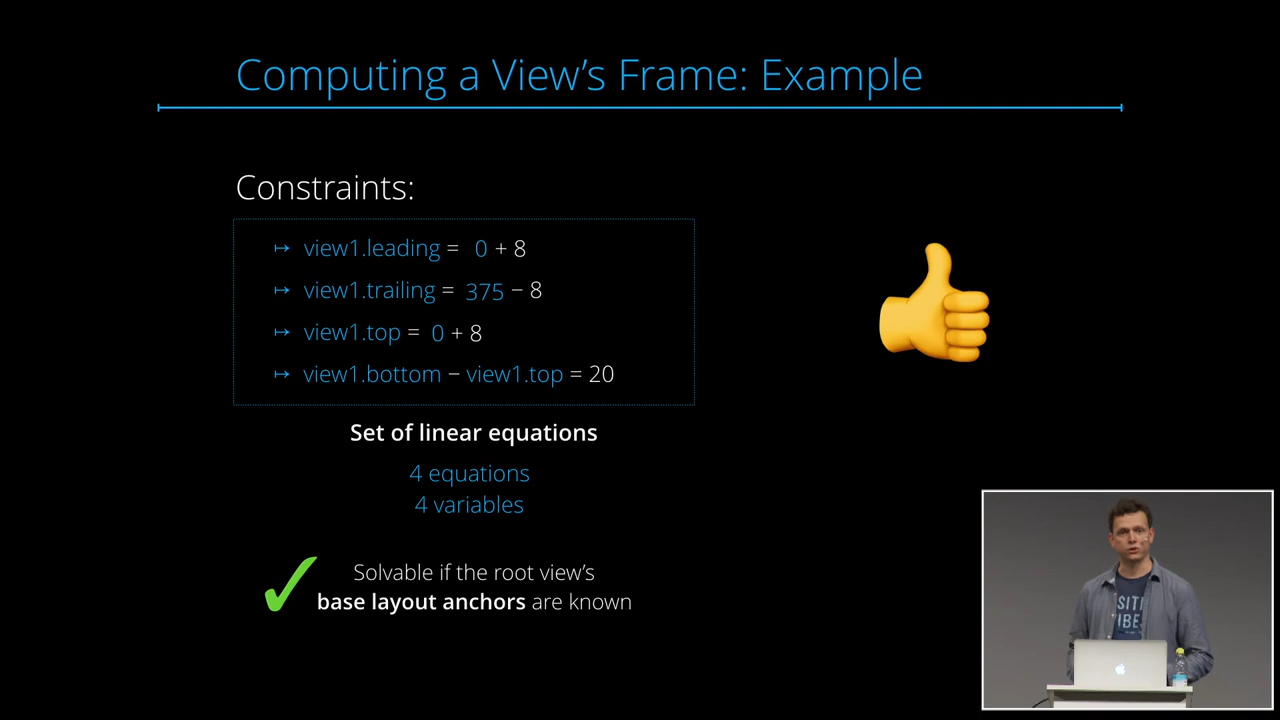 Computing a View’s Frame: Example
Constraints:
↦ view1.leading = 0 + 8
↦ view1.trailing = 375 − 8
↦ view1.top = 0 + 8
↦ view1.bottom − view1.top = 20
Set of linear equations
4 equations
4 variables
Solvable if the root view’s
base layout anchors are known